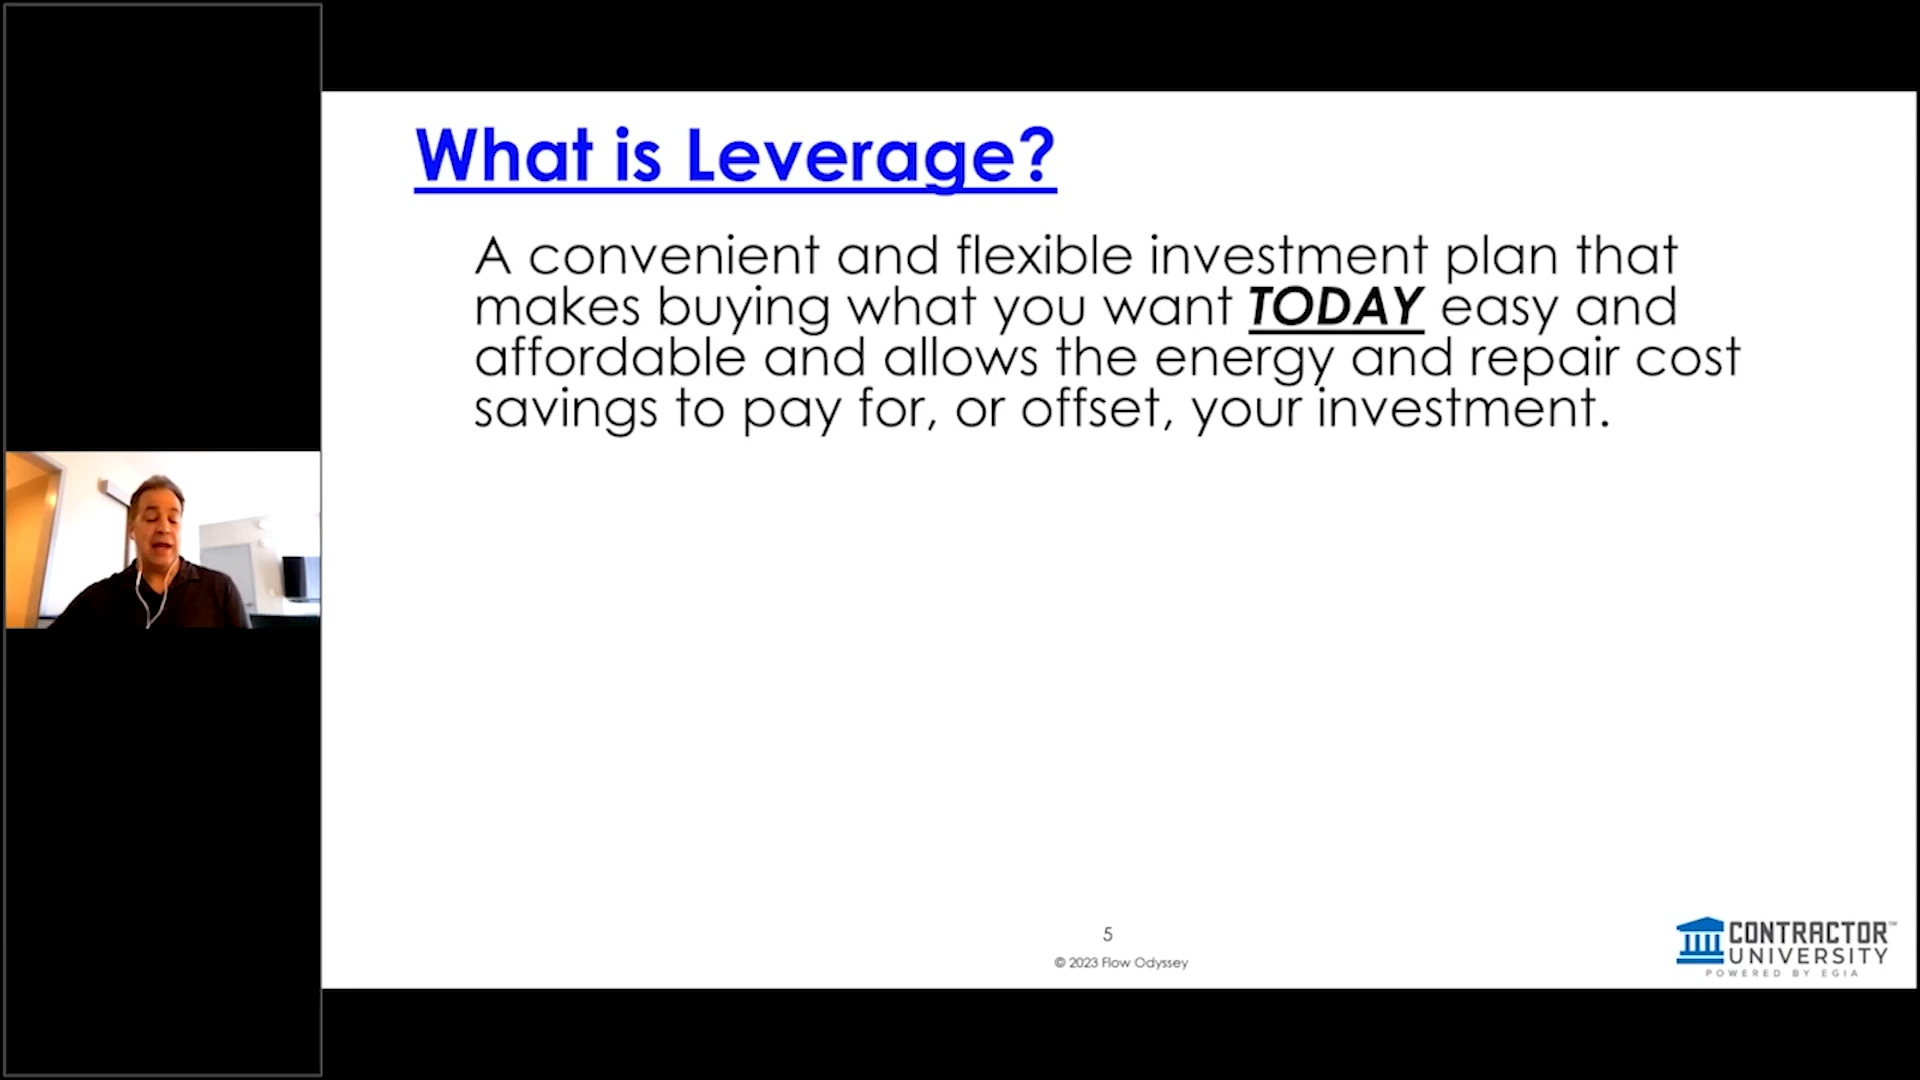 What is Leverage?
A convenient and flexible investment plan that
makes buying what you want TODAY easy and
affordable and allows the energy and repair cost
savings to pay for, or offset, your investment.
5
© 2023 Flow Odyssey
CONTRACTOR™
UNIVERSITY
POWERED BY EGIA